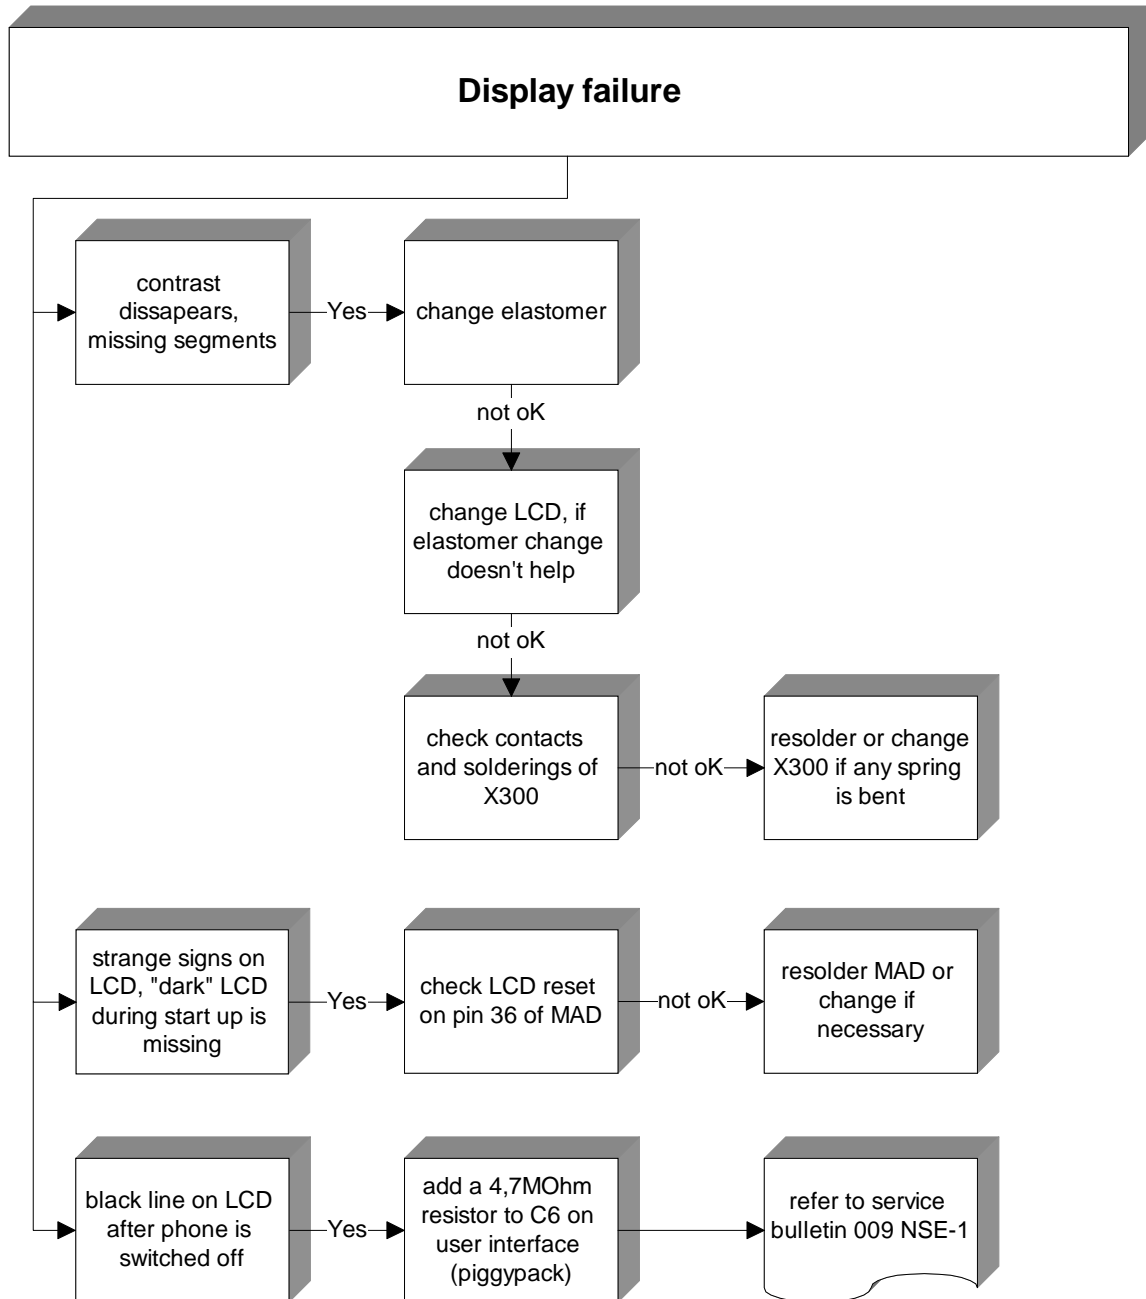 Display failure
contrast
dissapears,
missing segments
Yes
change elastomer
not oK
change LCD, if
elastomer change
doesn't help
not oK
check contacts
and solderings of
X300
not oK
resolder or change
X300 if any spring
is bent
strange signs on
LCD, "dark" LCD
during start up is
missing
Yes
check LCD reset
on pin 36 of MAD
not oK
resolder MAD or
change if
necessary
black line on LCD
after phone is
switched off
Yes
add a 4,7MOhm
resistor to C6 on
user interface
(piggypack)
refer to service
bulletin 009 NSE-1